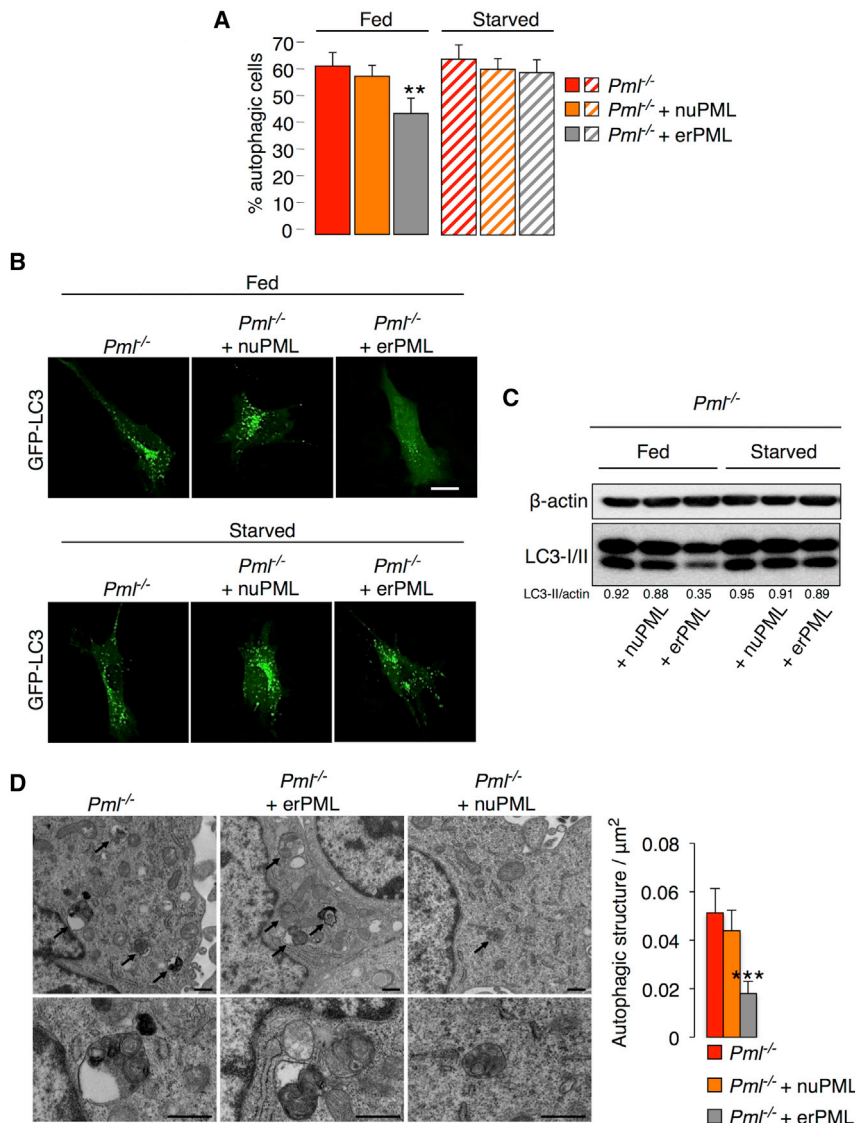 A
Fed
Starved
% autophagic cells
70
60
50
40
30
20
10
0
**
Pml-/-
Pml-/- + nuPML
Pml-/- + erPML
B
Fed
Pml-/-
Pml-/-
+ nuPML
Pml-/-
+ erPML
GFP-LC3
Starved
Pml-/-
Pml-/-
+ nuPML
Pml-/-
+ erPML
GFP-LC3
C
Pml-/-
Fed
Starved
β-actin
LC3-I/II
LC3-II/actin 0.92 0.88 0.35 0.95 0.91 0.89
+ nuPML
+ erPML
+ nuPML
+ erPML
D
Pml-/-
Pml-/-
+ erPML
Pml-/-
+ nuPML
Autophagic structure / µm2
0.08
0.06
0.04
0.02
0
***
Pml-/-
Pml-/- + nuPML
Pml-/- + erPML